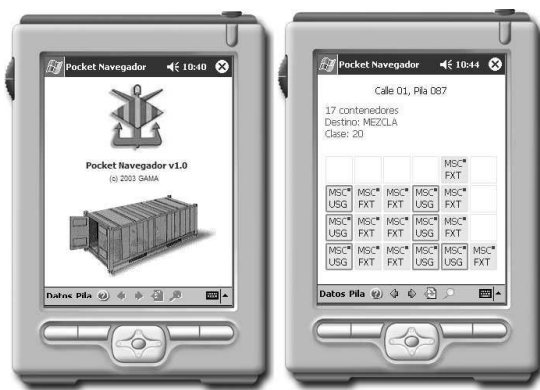 Pocket Navegador 10:40
Pocket Navegador v1.0
(c) 2003 GAMA
Datos Pila
Pocket Navegador 10:44
Calle 01, Pila 087
17 contenedores
Destino: MEZCLA
Clase: 20
MSC
FXT
MSC MSC MSC MSC MSC
USG FXT FXT USG FXT
MSC MSC MSC MSC MSC
USG FXT FXT USG FXT
MSC MSC MSC MSC MSC MSC
USG FXT FXT USG USG FXT
Datos Pila